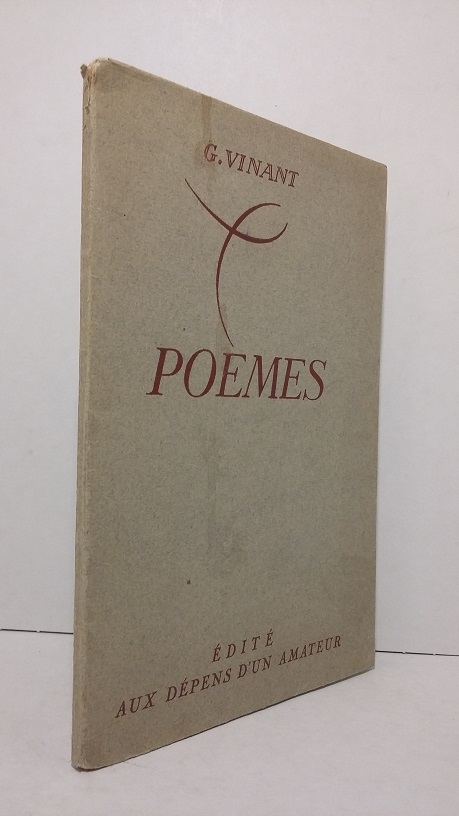 G. VINANT
POEMES
ÉDITÉ
AUX DÉPENS D'UN AMATEUR